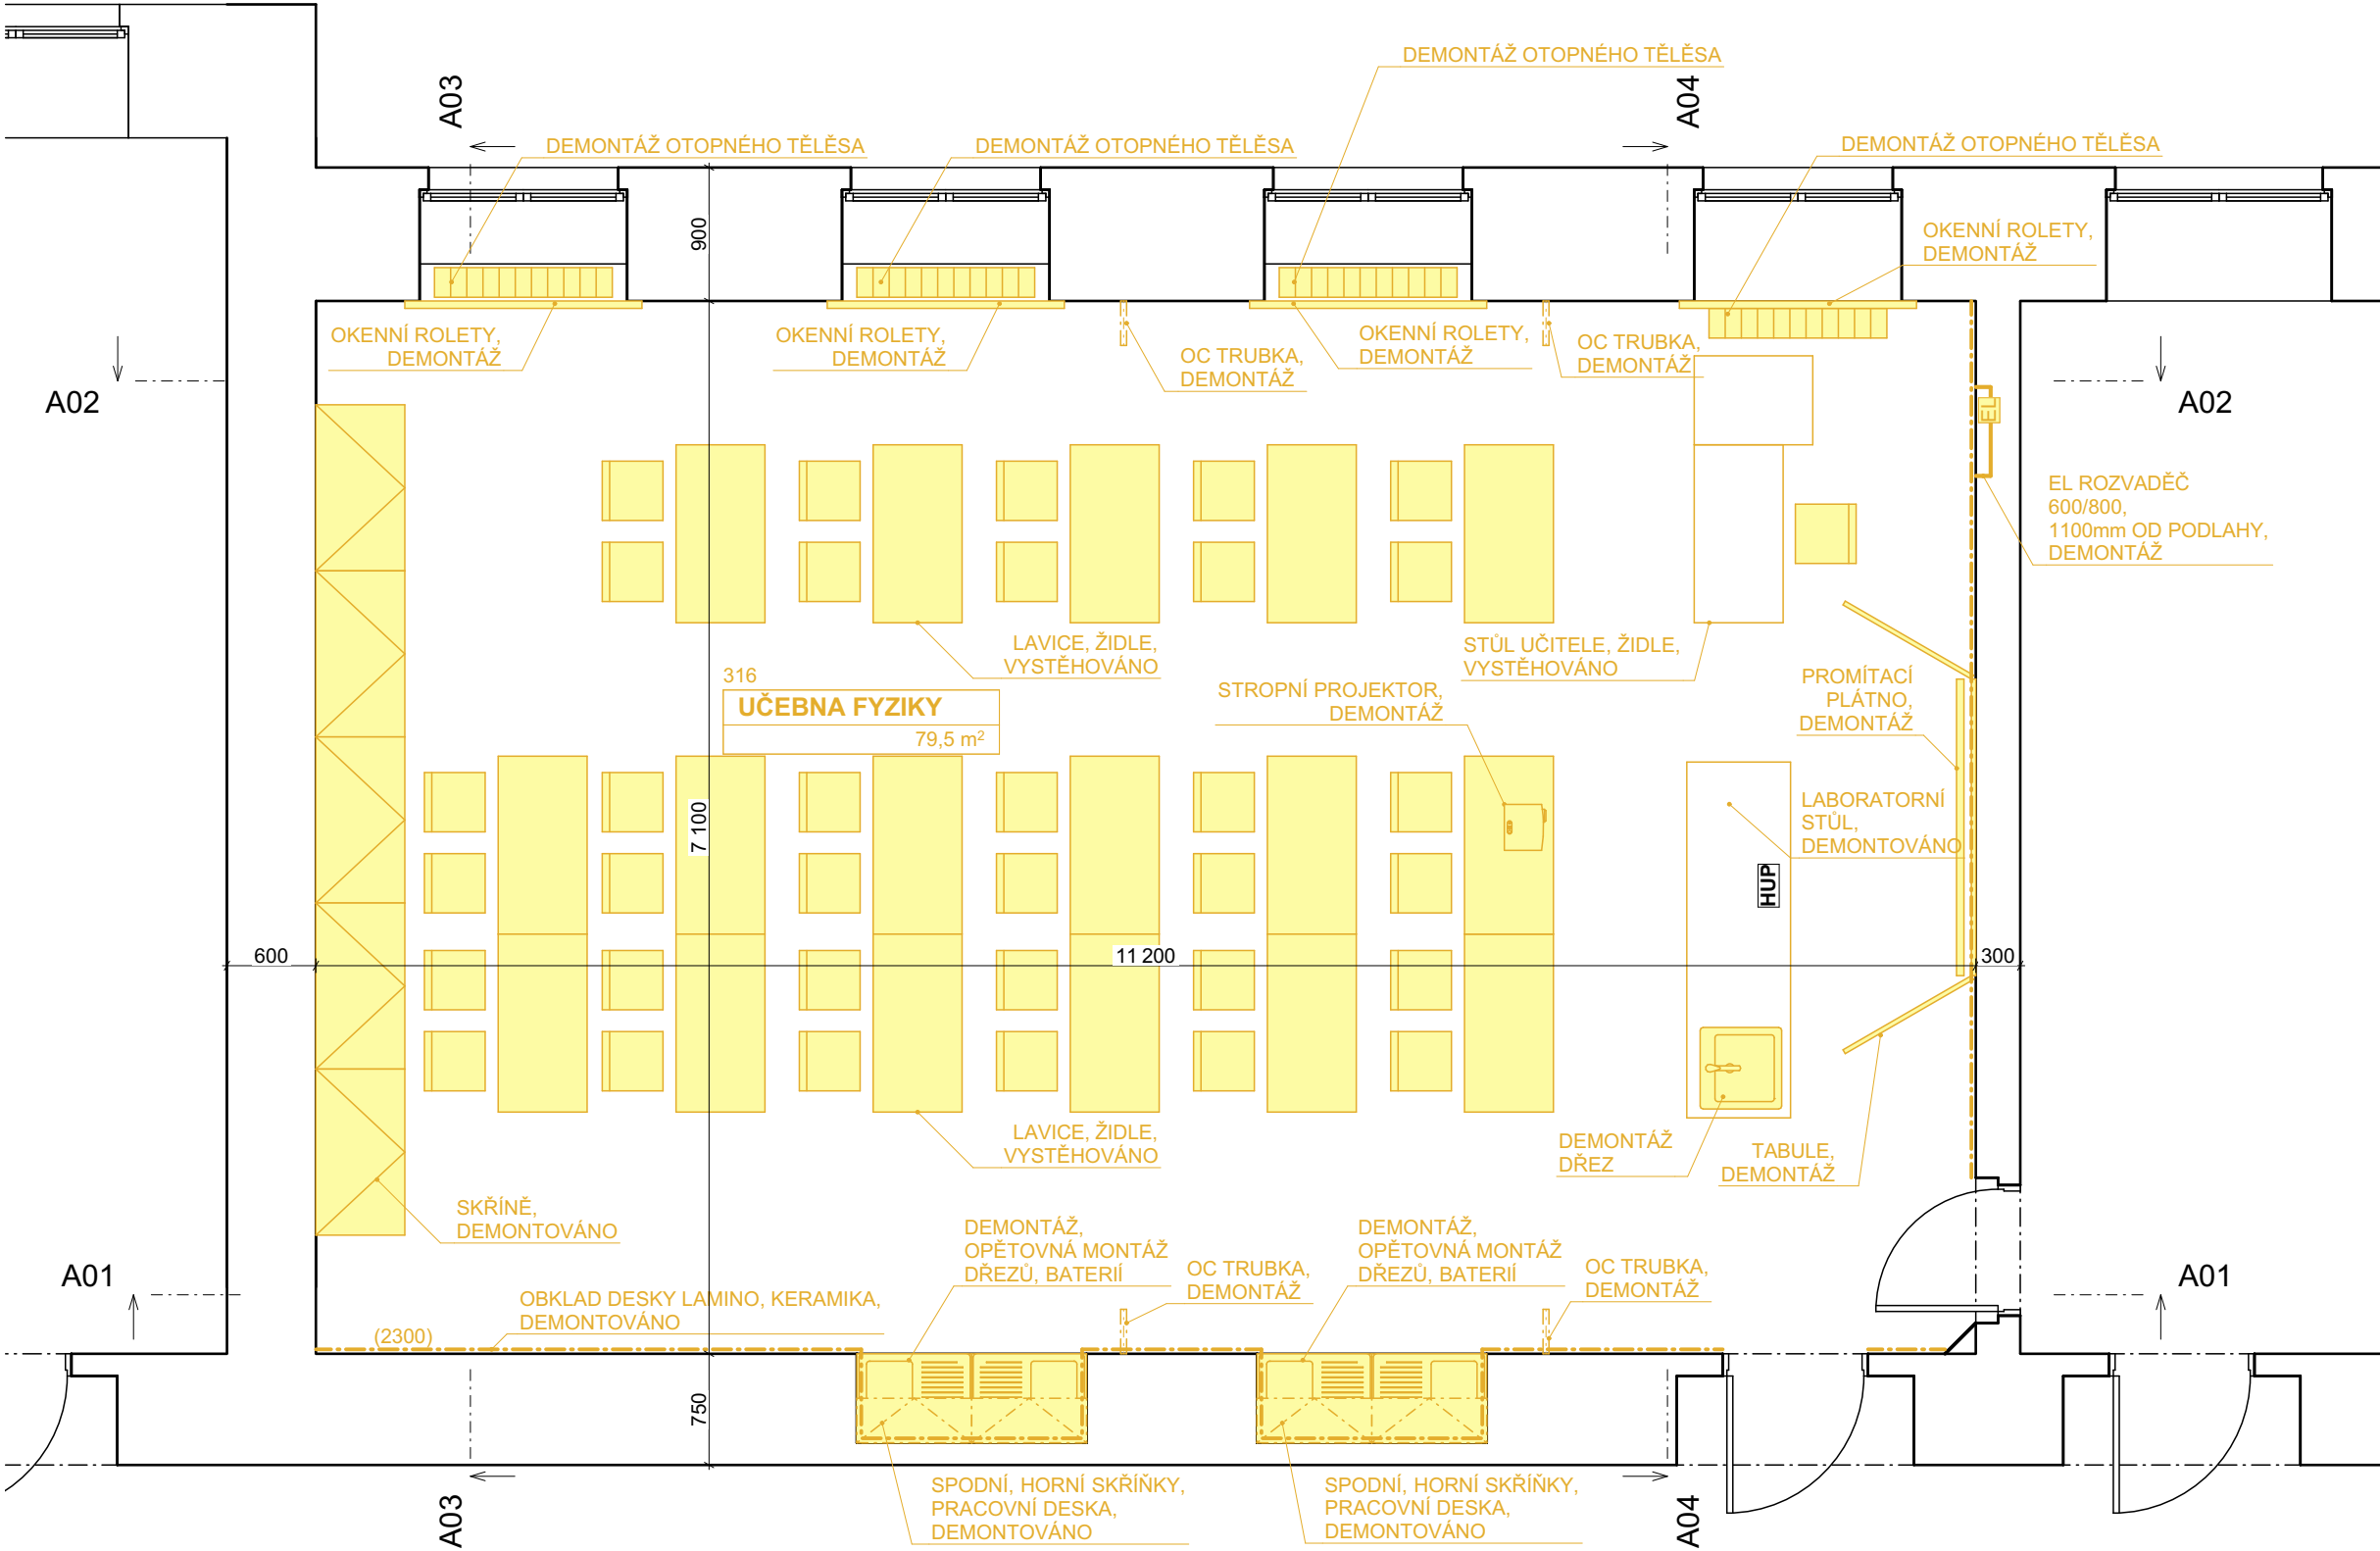 DEMONTÁŽ OTOPNÉHO TĚLĚSA
A03
A04
DEMONTÁŽ OTOPNÉHO TĚLĚSA
DEMONTÁŽ OTOPNÉHO TĚLĚSA
DEMONTÁŽ OTOPNÉHO TĚLĚSA
900
OKENNÍ ROLETY,
DEMONTÁŽ
OKENNÍ ROLETY,
DEMONTÁŽ
OKENNÍ ROLETY,
DEMONTÁŽ
OC TRUBKA,
DEMONTÁŽ
OKENNÍ ROLETY,
DEMONTÁŽ
OC TRUBKA,
DEMONTÁŽ
A02
A02
EL
EL ROZVADĚČ
600/800,
1100mm OD PODLAHY,
DEMONTÁŽ
LAVICE, ŽIDLE,
VYSTĚHOVÁNO
STŮL UČITELE, ŽIDLE,
VYSTĚHOVÁNO
316
UČEBNA FYZIKY
79,5 m²
STROPNÍ PROJEKTOR,
DEMONTÁŽ
PROMÍTACÍ
PLÁTNO,
DEMONTÁŽ
7 100
LABORATORNÍ
STŮL,
DEMONTOVÁNO
HUP
600
11 200
300
LAVICE, ŽIDLE,
VYSTĚHOVÁNO
DEMONTÁŽ
DŘEZ
TABULE,
DEMONTÁŽ
SKŘÍNĚ,
DEMONTOVÁNO
DEMONTÁŽ,
OPĚTOVNÁ MONTÁŽ
DŘEZŮ, BATERIÍ
OC TRUBKA,
DEMONTÁŽ
DEMONTÁŽ,
OPĚTOVNÁ MONTÁŽ
DŘEZŮ, BATERIÍ
OC TRUBKA,
DEMONTÁŽ
A01
A01
OBKLAD DESKY LAMINO, KERAMIKA,
DEMONTOVÁNO
(2300)
750
SPODNÍ, HORNÍ SKŘÍŇKY,
PRACOVNÍ DESKA,
DEMONTOVÁNO
SPODNÍ, HORNÍ SKŘÍŇKY,
PRACOVNÍ DESKA,
DEMONTOVÁNO
A03
A04